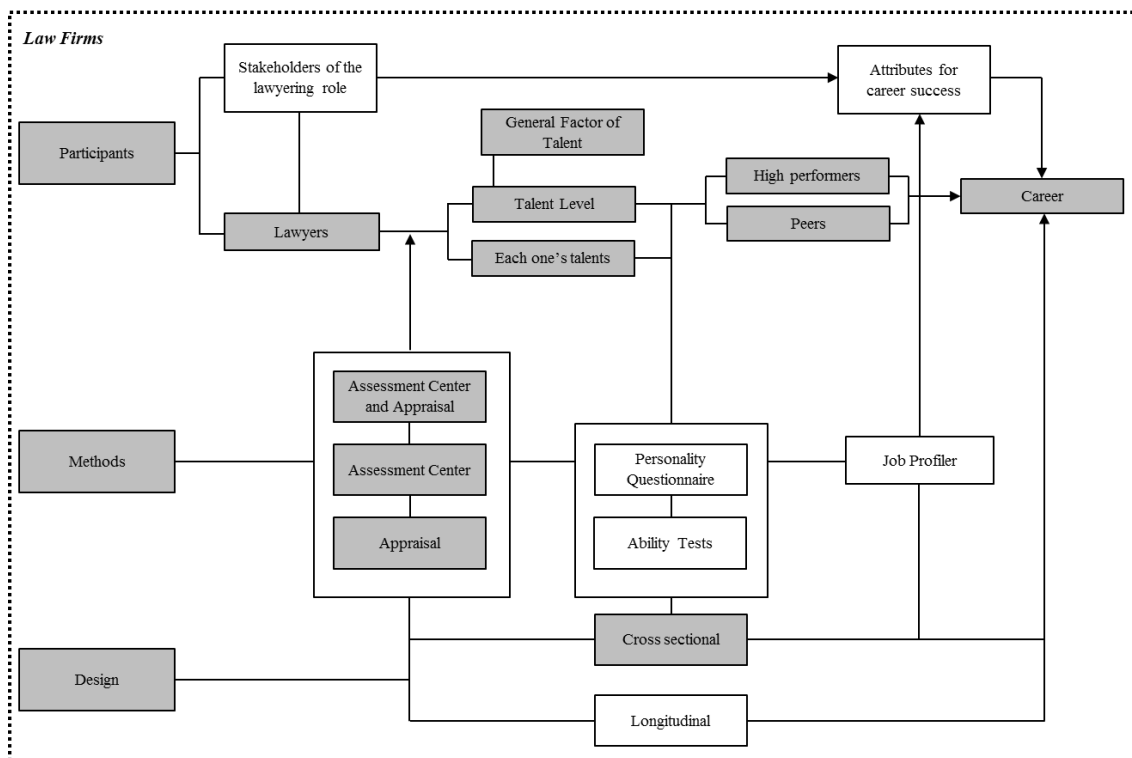 Law Firms
Stakeholders of the
lawyering role
Attributes for
career success
General Factor of
Talent
Participants
High performers
Talent Level
Career
Lawyers
Peers
Each one's talents
Assessment Center
and Appraisal
Methods
Assessment Center
Personality
Questionnaire
Job Profiler
Appraisal
Ability Tests
Cross sectional
Design
Longitudinal